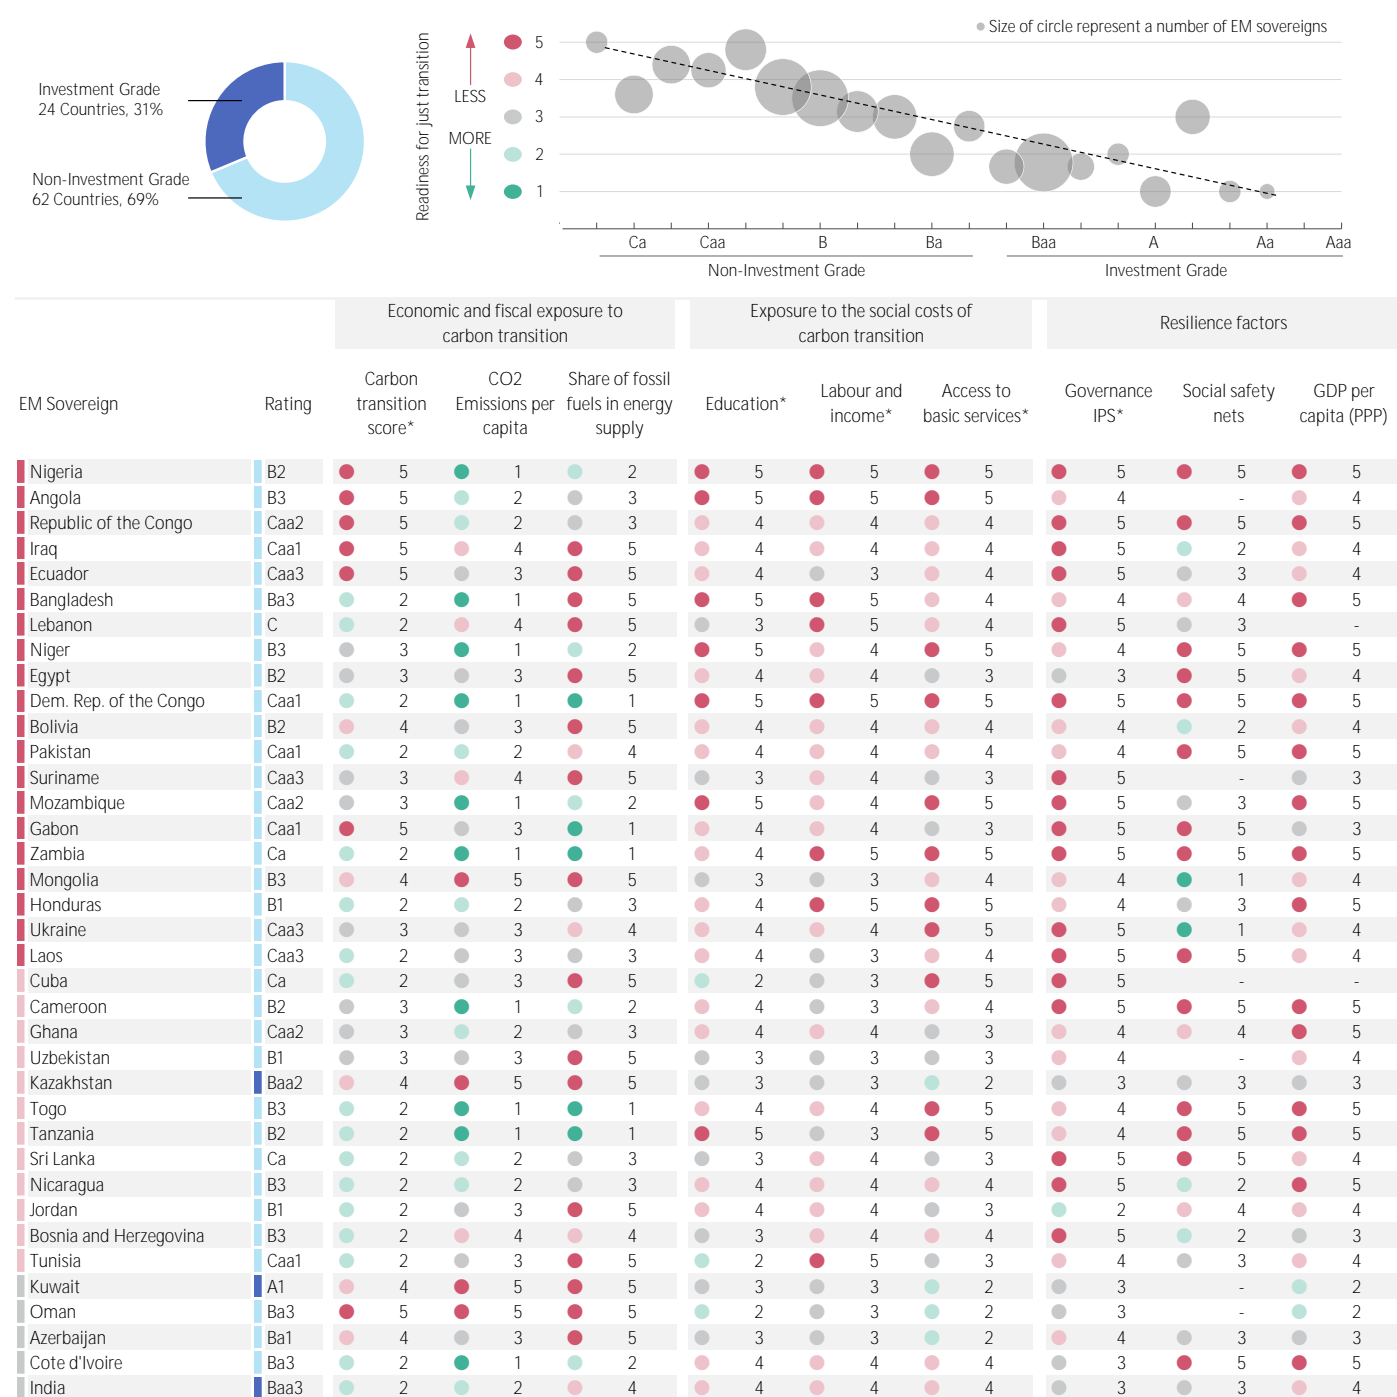 Investment Grade
24 Countries, 31%
Non-Investment Grade
62 Countries, 69%
Readiness for just transition
LESS
MORE
5
4
3
2
1
Size of circle represent a number of EM sovereigns
Ca Caa B Ba Baa A Aa Aaa
Non-Investment Grade Investment Grade
Economic and fiscal exposure to
carbon transition
Exposure to the social costs of
carbon transition
Resilience factors
EM Sovereign
Rating
Carbon
transition
score*
CO2
Emissions per
capita
Share of fossil
fuels in energy
supply
Education*
Labour and
income*
Access to
basic services*
Governance
IPS*
Social safety
nets
GDP per
capita (PPP)
Nigeria B2 5 1 2 5 5 5 5 5 5
Angola B3 5 2 3 5 5 5 4 - 4
Republic of the Congo Caa2 5 2 3 4 4 4 5 5 5
Iraq Caa1 5 4 5 4 4 4 5 2 4
Ecuador Caa3 5 3 5 4 3 4 5 3 4
Bangladesh Ba3 2 1 5 5 5 4 4 4 5
Lebanon C 2 4 5 3 5 4 5 3 -
Niger B3 3 1 2 5 4 5 4 5 5
Egypt B2 3 3 5 4 4 3 3 5 4
Dem. Rep. of the Congo Caa1 2 1 1 5 5 5 5 5 5
Bolivia B2 4 3 5 4 4 4 4 2 4
Pakistan Caa1 2 2 4 4 4 4 4 5 5
Suriname Caa3 3 4 5 3 4 3 5 - 3
Mozambique Caa2 3 1 2 5 4 5 5 3 5
Gabon Caa1 5 3 1 4 4 3 5 5 3
Zambia Ca 2 1 1 4 5 5 5 5 5
Mongolia B3 4 5 5 3 3 4 4 1 4
Honduras B1 2 2 3 4 5 5 4 3 5
Ukraine Caa3 3 3 4 4 4 5 5 1 4
Laos Caa3 2 3 3 4 3 4 5 5 4
Cuba Ca 2 3 5 2 3 5 5 - -
Cameroon B2 3 1 2 4 3 4 5 5 5
Ghana Caa2 3 2 3 4 4 3 4 4 5
Uzbekistan B1 3 3 5 3 3 3 4 - 4
Kazakhstan Baa2 4 5 5 3 3 2 3 3 3
Togo B3 2 1 1 4 4 5 4 5 5
Tanzania B2 2 1 1 5 3 5 4 5 5
Sri Lanka Ca 2 2 3 3 4 3 5 5 4
Nicaragua B3 2 2 3 4 4 4 5 2 5
Jordan B1 2 3 5 4 4 3 2 4 4
Bosnia and Herzegovina B3 2 4 4 3 4 4 5 2 3
Tunisia Caa1 2 3 5 2 5 3 4 3 4
Kuwait A1 4 5 5 3 3 2 3 - 2
Oman Ba3 5 5 5 2 3 2 3 - 2
Azerbaijan Ba1 4 3 5 3 3 2 4 3 3
Cote d'Ivoire Ba3 2 1 2 4 4 4 3 5 5
India Baa3 2 2 4 4 4 4 3 3 4